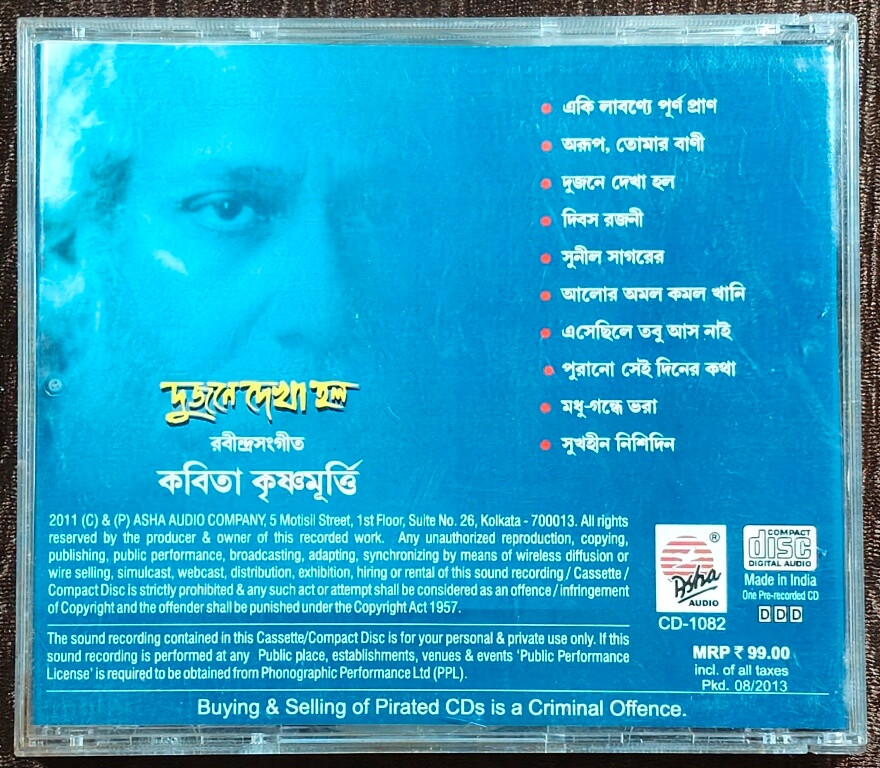 একি লাবণ্যে পূর্ণ প্রাণ
অরূপ, তোমার বাণী
দুজনে দেখা হল
দিবস রজনী
সুনীল সাগরের
আলোর অমল কমল খানি
এসেছিলে তবু আস নাই
পুরানো সেই দিনের কথা
মধু-গন্ধে ভরা
সুখহীন নিশিদিন
দুজনে দেখা হল
রবীন্দ্রসংগীত
কবিতা কৃষ্ণমূর্ত্তি
2011 (C) & (P) ASHA AUDIO COMPANY, 5 Motisil Street, 1st Floor, Suite No. 26, Kolkata - 700013. All rights
reserved by the producer & owner of this recorded work. Any unauthorized reproduction, copying,
publishing, public performance, broadcasting, adapting, synchronizing by means of wireless diffusion or
wire selling, simulcast, webcast, distribution, exhibition, hiring or rental of this sound recording / Cassette /
Compact Disc is strictly prohibited & any such act or attempt shall be considered as an offence / infringement
of Copyright and the offender shall be punished under the Copyright Act 1957.
The sound recording contained in this Cassette/Compact Disc is for your personal & private use only. If this
sound recording is performed at any Public place, establishments, venues & events 'Public Performance
License' is required to be obtained from Phonographic Performance Ltd (PPL).
®
Asha
AUDIO
CD-1082
COMPACT
disc
DIGITAL AUDIO
Made in India
One Pre-recorded CD
DDD
MRP ₹ 99.00
incl. of all taxes
Pkd. 08/2013
Buying & Selling of Pirated CDs is a Criminal Offence.